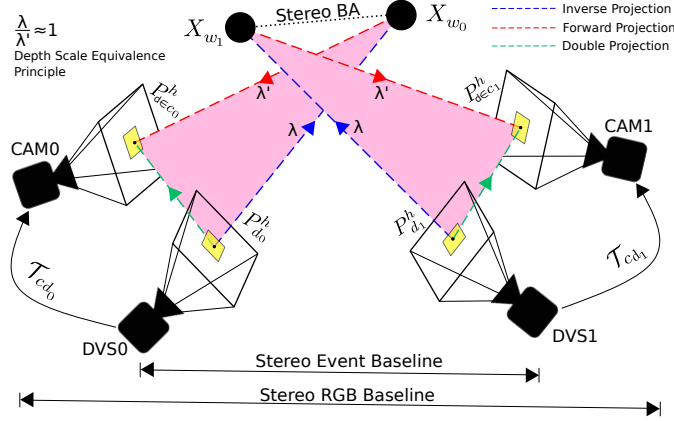 λ/λ' ≈ 1
Depth Scale Equivalence
Principle
X_{w_1}
Stereo BA
X_{w_0}
Inverse Projection
Forward Projection
Double Projection
P^h_{d∈c_0}
λ'
λ'
P^h_{d∈c_1}
λ
λ
CAM0
CAM1
P^h_{d_0}
P^h_{d_1}
𝒯_{cd_0}
𝒯_{cd_1}
DVS0
DVS1
Stereo Event Baseline
Stereo RGB Baseline